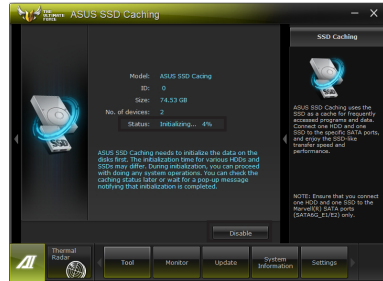 THE ULTIMATE FORCE
ASUS SSD Caching
Model: ASUS SSD Cacing
ID: 0
Size: 74.53 GB
No. of devices: 2
Status: Initializing... 4%
ASUS SSD Caching needs to initialize the data on the
disks first. The initialization time for various HDDs and
SSDs may differ. During initialization, you can proceed
with doing any system operations. You can check the
caching status later or wait for a pop-up message
notifying that initialization is completed.
Disable
SSD Caching
SSD
ASUS SSD Caching uses the
SSD as a cache for frequently
accessed programs and data.
Connect one HDD and one
SSD to the specific SATA ports,
and enjoy the SSD-like
transfer speed and
performance.
NOTE: Ensure that you connect
one HDD and one SSD to the
Marvell(R) SATA ports
(SATA6G_E1/E2) only.
AI
Thermal
Radar
Tool
Monitor
Update
System
Information
Settings